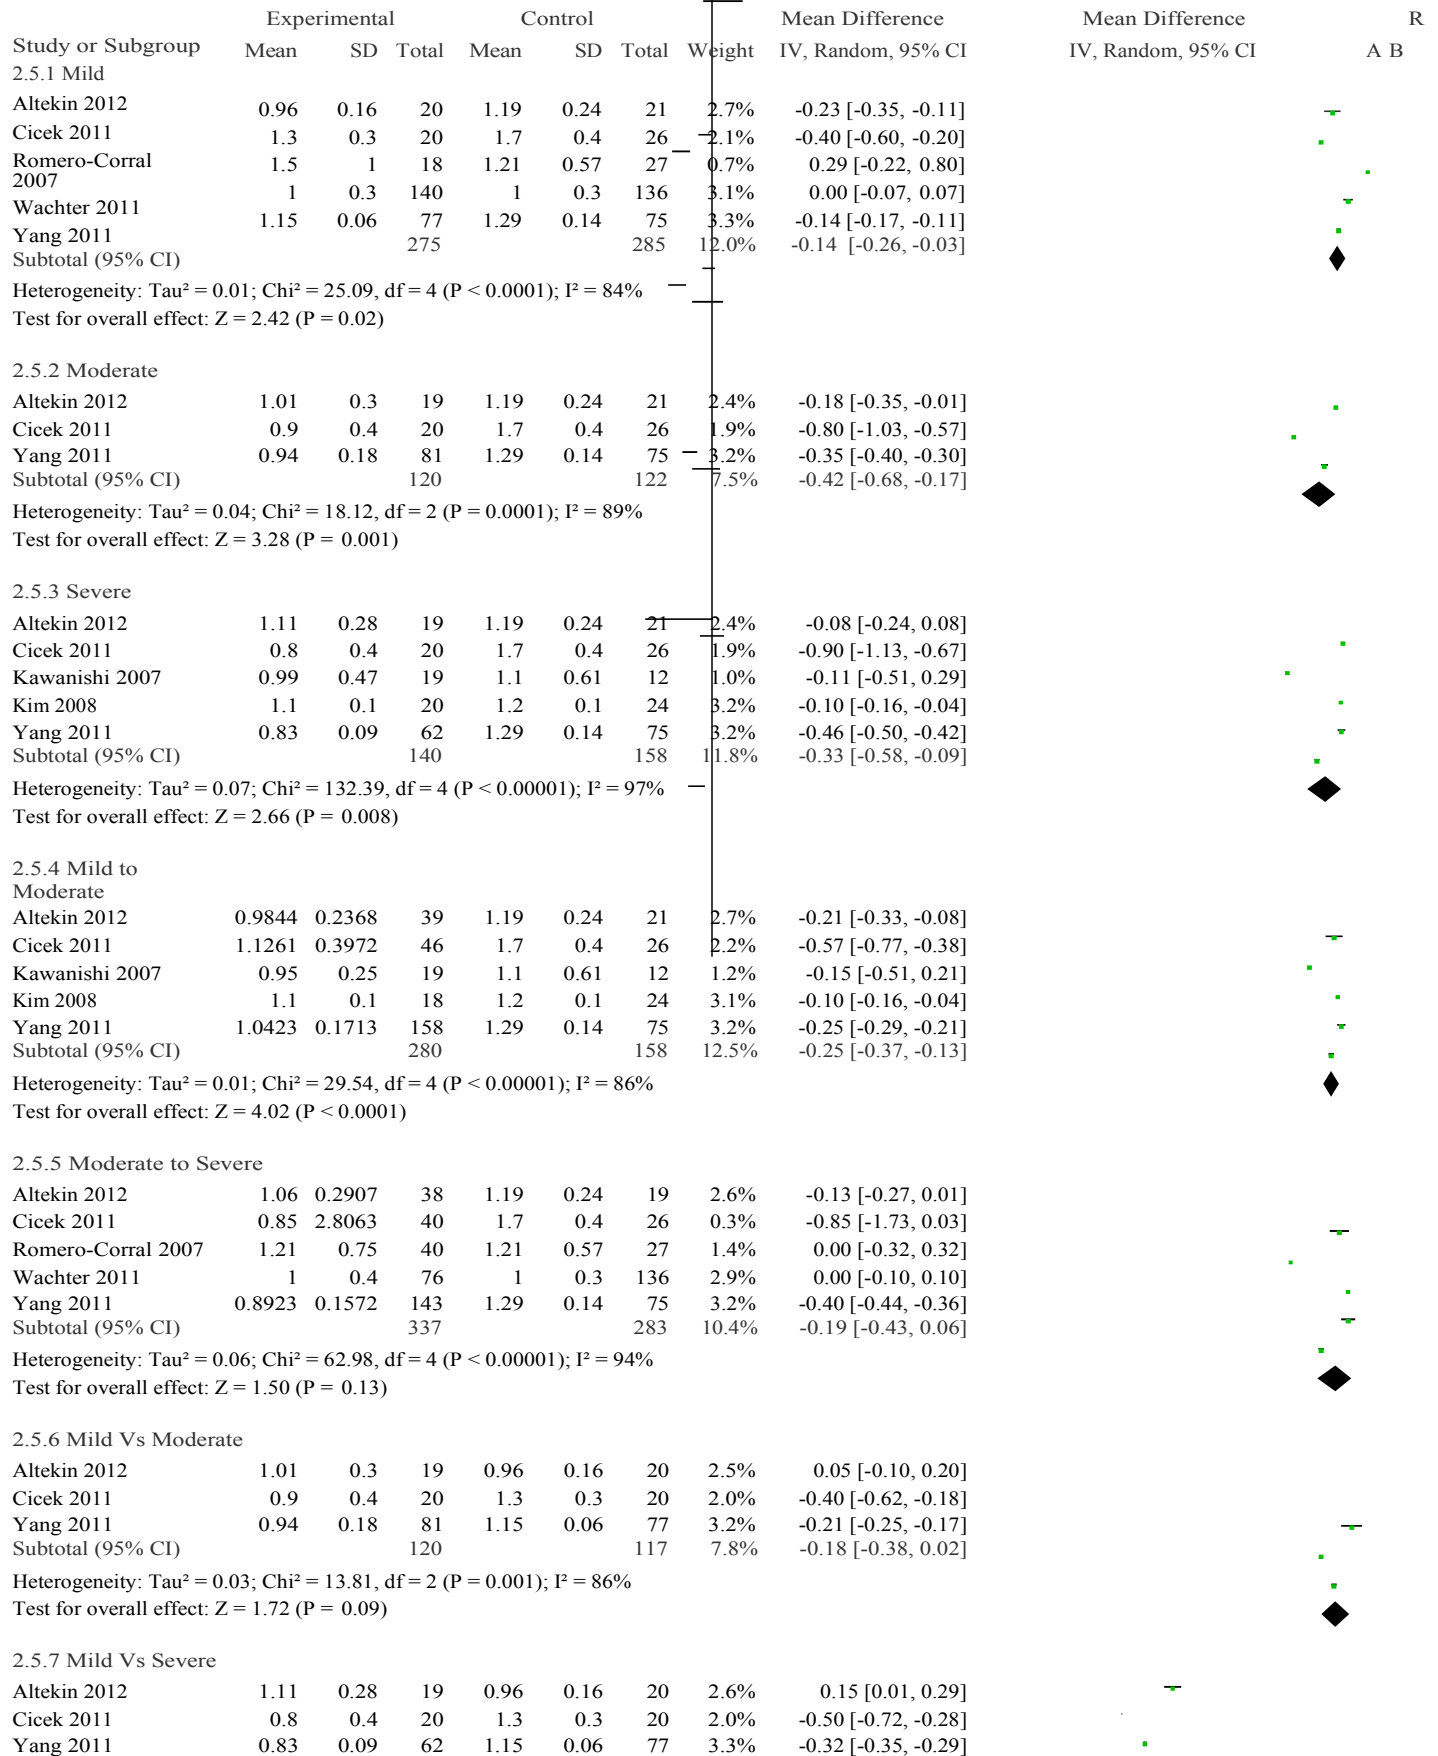 Experimental Control Mean Difference Mean Difference R
Study or Subgroup Mean SD Total Mean SD Total Weight IV, Random, 95% CI IV, Random, 95% CI A B
2.5.1 Mild
Altekin 2012 0.96 0.16 20 1.19 0.24 21 2.7% -0.23 [-0.35, -0.11]
Cicek 2011 1.3 0.3 20 1.7 0.4 26 2.1% -0.40 [-0.60, -0.20]
Romero-Corral 2007 1.5 1 18 1.21 0.57 27 0.7% 0.29 [-0.22, 0.80]
Wachter 2011 1 0.3 140 1 0.3 136 3.1% 0.00 [-0.07, 0.07]
Yang 2011 1.15 0.06 77 1.29 0.14 75 3.3% -0.14 [-0.17, -0.11]
Subtotal (95% CI) 275 285 12.0% -0.14 [-0.26, -0.03]
Heterogeneity: Tau² = 0.01; Chi² = 25.09, df = 4 (P < 0.0001); I² = 84%
Test for overall effect: Z = 2.42 (P = 0.02)
2.5.2 Moderate
Altekin 2012 1.01 0.3 19 1.19 0.24 21 2.4% -0.18 [-0.35, -0.01]
Cicek 2011 0.9 0.4 20 1.7 0.4 26 1.9% -0.80 [-1.03, -0.57]
Yang 2011 0.94 0.18 81 1.29 0.14 75 3.2% -0.35 [-0.40, -0.30]
Subtotal (95% CI) 120 122 7.5% -0.42 [-0.68, -0.17]
Heterogeneity: Tau² = 0.04; Chi² = 18.12, df = 2 (P = 0.0001); I² = 89%
Test for overall effect: Z = 3.28 (P = 0.001)
2.5.3 Severe
Altekin 2012 1.11 0.28 19 1.19 0.24 21 2.4% -0.08 [-0.24, 0.08]
Cicek 2011 0.8 0.4 20 1.7 0.4 26 1.9% -0.90 [-1.13, -0.67]
Kawanishi 2007 0.99 0.47 19 1.1 0.61 12 1.0% -0.11 [-0.51, 0.29]
Kim 2008 1.1 0.1 20 1.2 0.1 24 3.2% -0.10 [-0.16, -0.04]
Yang 2011 0.83 0.09 62 1.29 0.14 75 3.2% -0.46 [-0.50, -0.42]
Subtotal (95% CI) 140 158 11.8% -0.33 [-0.58, -0.09]
Heterogeneity: Tau² = 0.07; Chi² = 132.39, df = 4 (P < 0.00001); I² = 97%
Test for overall effect: Z = 2.66 (P = 0.008)
2.5.4 Mild to
Moderate
Altekin 2012 0.9844 0.2368 39 1.19 0.24 21 2.7% -0.21 [-0.33, -0.08]
Cicek 2011 1.1261 0.3972 46 1.7 0.4 26 2.2% -0.57 [-0.77, -0.38]
Kawanishi 2007 0.95 0.25 19 1.1 0.61 12 1.2% -0.15 [-0.51, 0.21]
Kim 2008 1.1 0.1 18 1.2 0.1 24 3.1% -0.10 [-0.16, -0.04]
Yang 2011 1.0423 0.1713 158 1.29 0.14 75 3.2% -0.25 [-0.29, -0.21]
Subtotal (95% CI) 280 158 12.5% -0.25 [-0.37, -0.13]
Heterogeneity: Tau² = 0.01; Chi² = 29.54, df = 4 (P < 0.00001); I² = 86%
Test for overall effect: Z = 4.02 (P < 0.0001)
2.5.5 Moderate to Severe
Altekin 2012 1.06 0.2907 38 1.19 0.24 19 2.6% -0.13 [-0.27, 0.01]
Cicek 2011 0.85 2.8063 40 1.7 0.4 26 0.3% -0.85 [-1.73, 0.03]
Romero-Corral 2007 1.21 0.75 40 1.21 0.57 27 1.4% 0.00 [-0.32, 0.32]
Wachter 2011 1 0.4 76 1 0.3 136 2.9% 0.00 [-0.10, 0.10]
Yang 2011 0.8923 0.1572 143 1.29 0.14 75 3.2% -0.40 [-0.44, -0.36]
Subtotal (95% CI) 337 283 10.4% -0.19 [-0.43, 0.06]
Heterogeneity: Tau² = 0.06; Chi² = 62.98, df = 4 (P < 0.00001); I² = 94%
Test for overall effect: Z = 1.50 (P = 0.13)
2.5.6 Mild Vs Moderate
Altekin 2012 1.01 0.3 19 0.96 0.16 20 2.5% 0.05 [-0.10, 0.20]
Cicek 2011 0.9 0.4 20 1.3 0.3 20 2.0% -0.40 [-0.62, -0.18]
Yang 2011 0.94 0.18 81 1.15 0.06 77 3.2% -0.21 [-0.25, -0.17]
Subtotal (95% CI) 120 117 7.8% -0.18 [-0.38, 0.02]
Heterogeneity: Tau² = 0.03; Chi² = 13.81, df = 2 (P = 0.001); I² = 86%
Test for overall effect: Z = 1.72 (P = 0.09)
2.5.7 Mild Vs Severe
Altekin 2012 1.11 0.28 19 0.96 0.16 20 2.6% 0.15 [0.01, 0.29]
Cicek 2011 0.8 0.4 20 1.3 0.3 20 2.0% -0.50 [-0.72, -0.28]
Yang 2011 0.83 0.09 62 1.15 0.06 77 3.3% -0.32 [-0.35, -0.29]